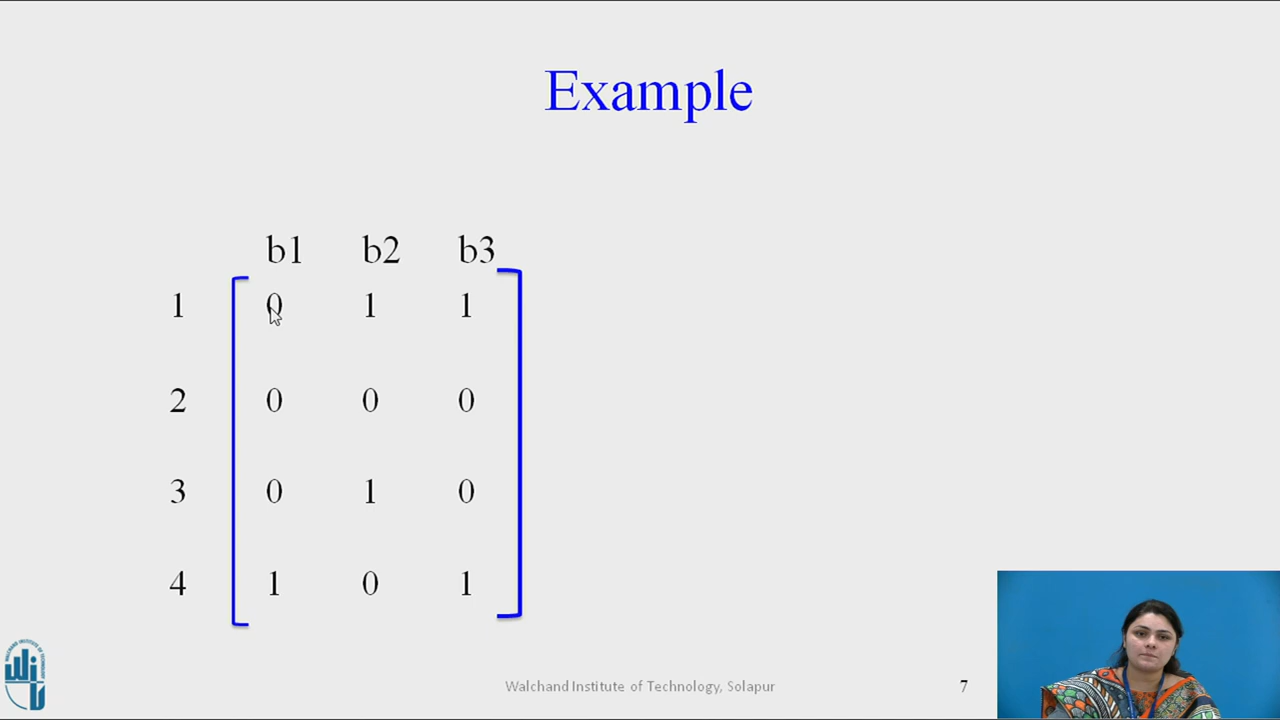 Example
b1 b2 b3
1 0 1 1
2 0 0 0
3 0 1 0
4 1 0 1
Walchand Institute of Technology, Solapur 7